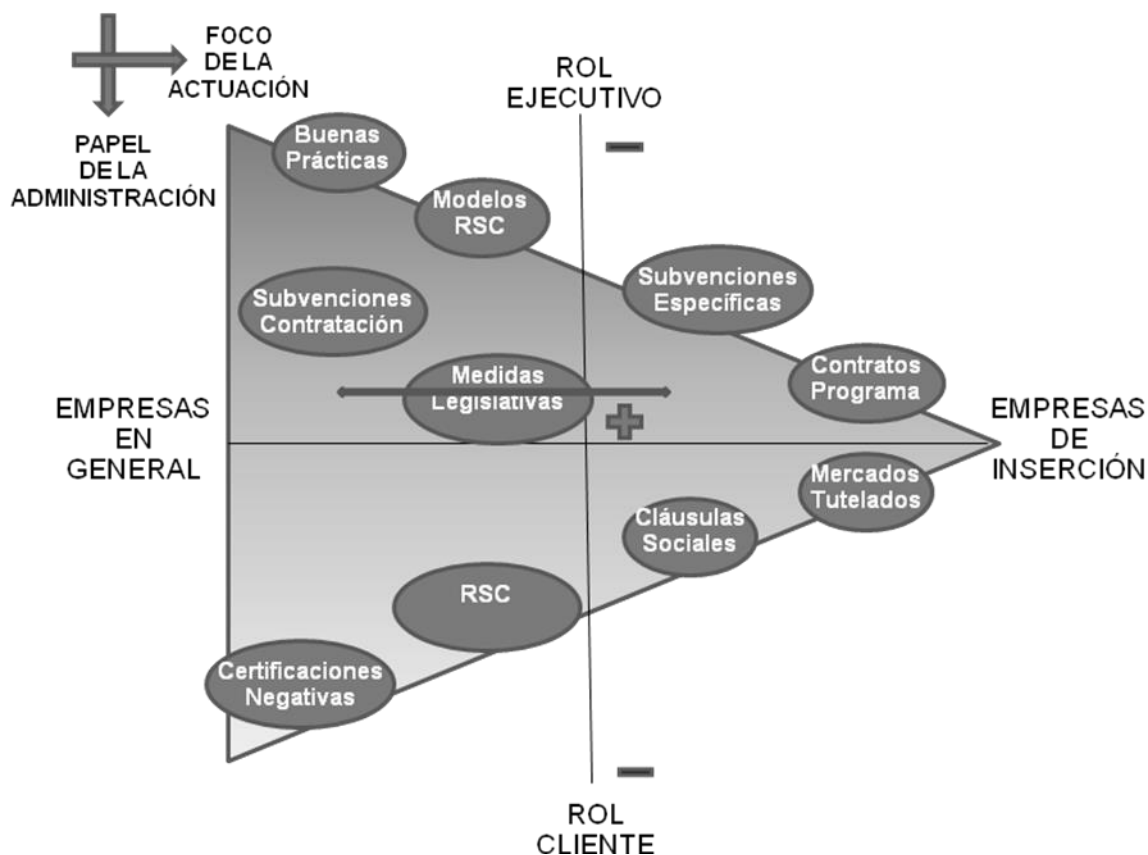 FOCO
DE LA
ACTUACIÓN
PAPEL
DE LA
ADMINISTRACIÓN
ROL
EJECUTIVO
Buenas
Prácticas
Modelos
RSC
Subvenciones
Específicas
Subvenciones
Contratación
Medidas
Legislativas
Contratos
Programa
EMPRESAS
EN
GENERAL
EMPRESAS
DE
INSERCIÓN
Mercados
Tutelados
Cláusulas
Sociales
RSC
Certificaciones
Negativas
ROL
CLIENTE